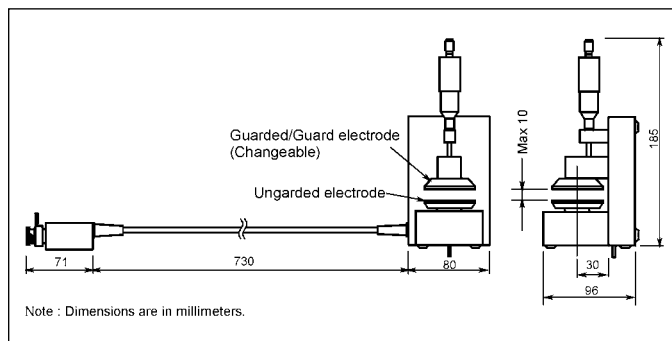 Guarded/Guard electrode
(Changeable)
Ungarded electrode
Max 10
185
71
730
80
30
96
Note : Dimensions are in millimeters.